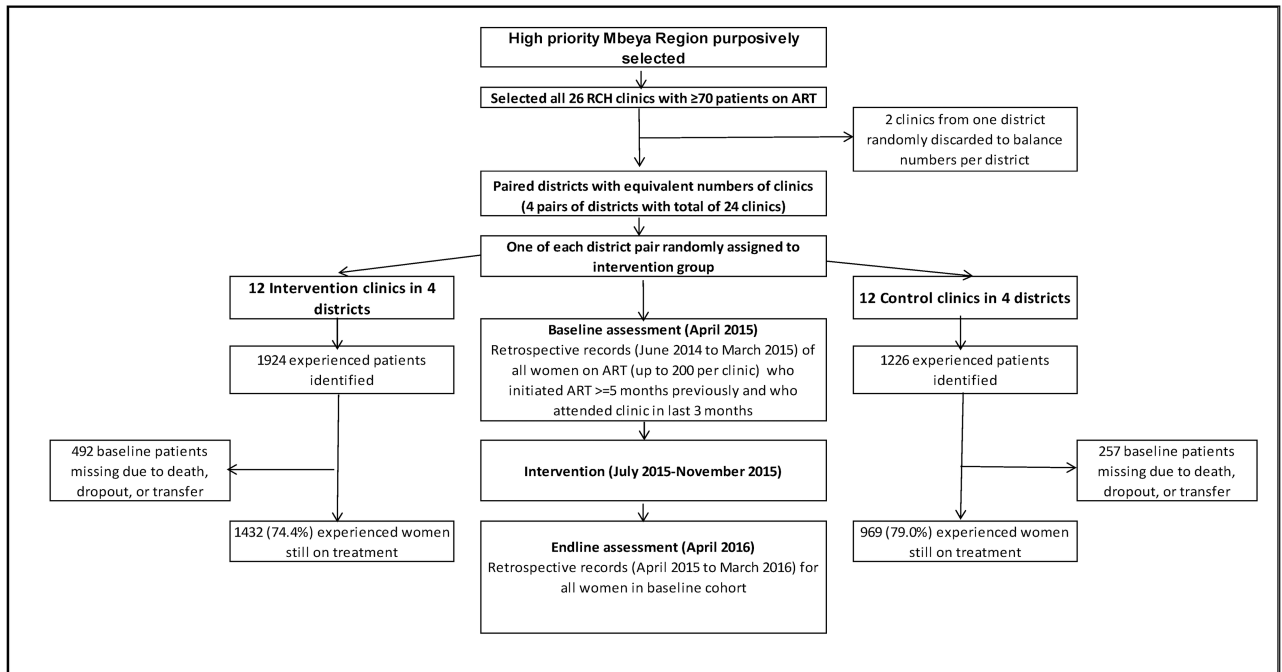 High priority Mbeya Region purposively
selected
Selected all 26 RCH clinics with ≥70 patients on ART
2 clinics from one district
randomly discarded to balance
numbers per district
Paired districts with equivalent numbers of clinics
(4 pairs of districts with total of 24 clinics)
One of each district pair randomly assigned to
intervention group
12 Intervention clinics in 4
districts
12 Control clinics in 4 districts
Baseline assessment (April 2015)
Retrospective records (June 2014 to March 2015) of
all women on ART (up to 200 per clinic) who
initiated ART >=5 months previously and who
attended clinic in last 3 months
1924 experienced patients
identified
1226 experienced patients
identified
492 baseline patients
missing due to death,
dropout, or transfer
Intervention (July 2015-November 2015)
257 baseline patients
missing due to death,
dropout, or transfer
1432 (74.4%) experienced women
still on treatment
Endline assessment (April 2016)
Retrospective records (April 2015 to March 2016) for
all women in baseline cohort
969 (79.0%) experienced women
still on treatment